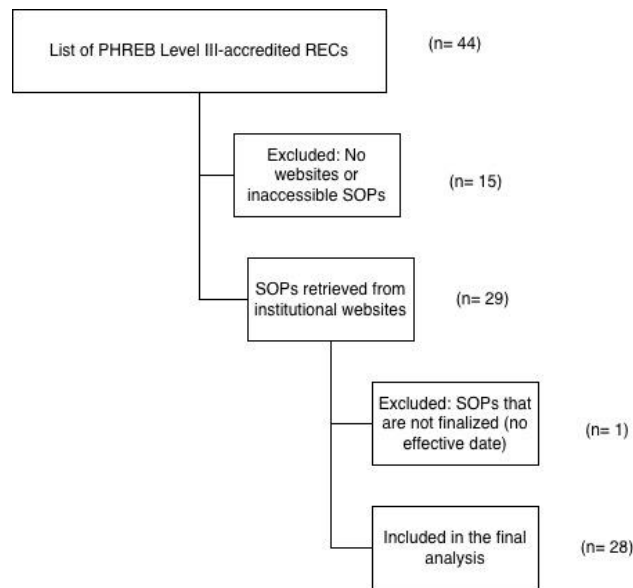 List of PHREB Level III-accredited RECs
(n= 44)
Excluded: No
websites or
inaccessible SOPs
(n= 15)
SOPs retrieved from
institutional websites
(n= 29)
Excluded: SOPs that
are not finalized (no
effective date)
(n= 1)
Included in the final
analysis
(n= 28)